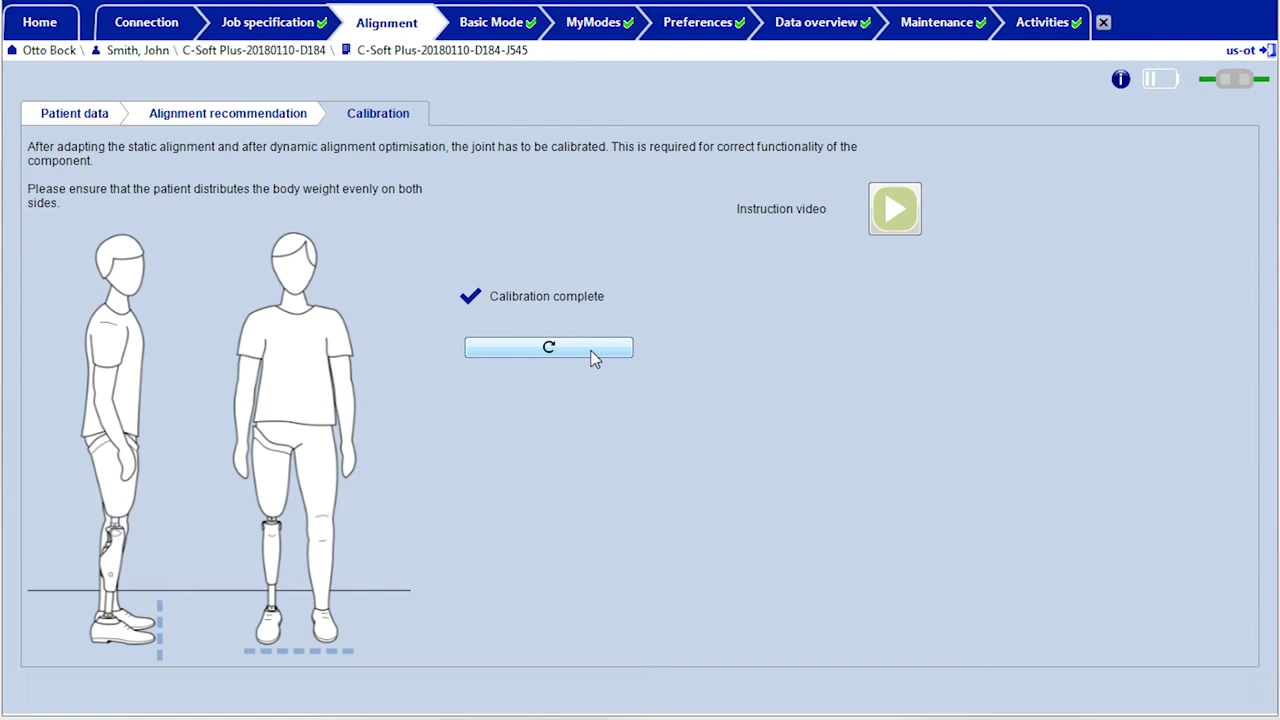 Home Connection Job specification Alignment Basic Mode MyModes Preferences Data overview Maintenance Activities
Otto Bock \ Smith, John \ C-Soft Plus-20180110-D184 \ C-Soft Plus-20180110-D184-J545 us-ot
Patient data Alignment recommendation Calibration
After adapting the static alignment and after dynamic alignment optimisation, the joint has to be calibrated. This is required for correct functionality of the
component.
Please ensure that the patient distributes the body weight evenly on both
sides.
Instruction video
Calibration complete